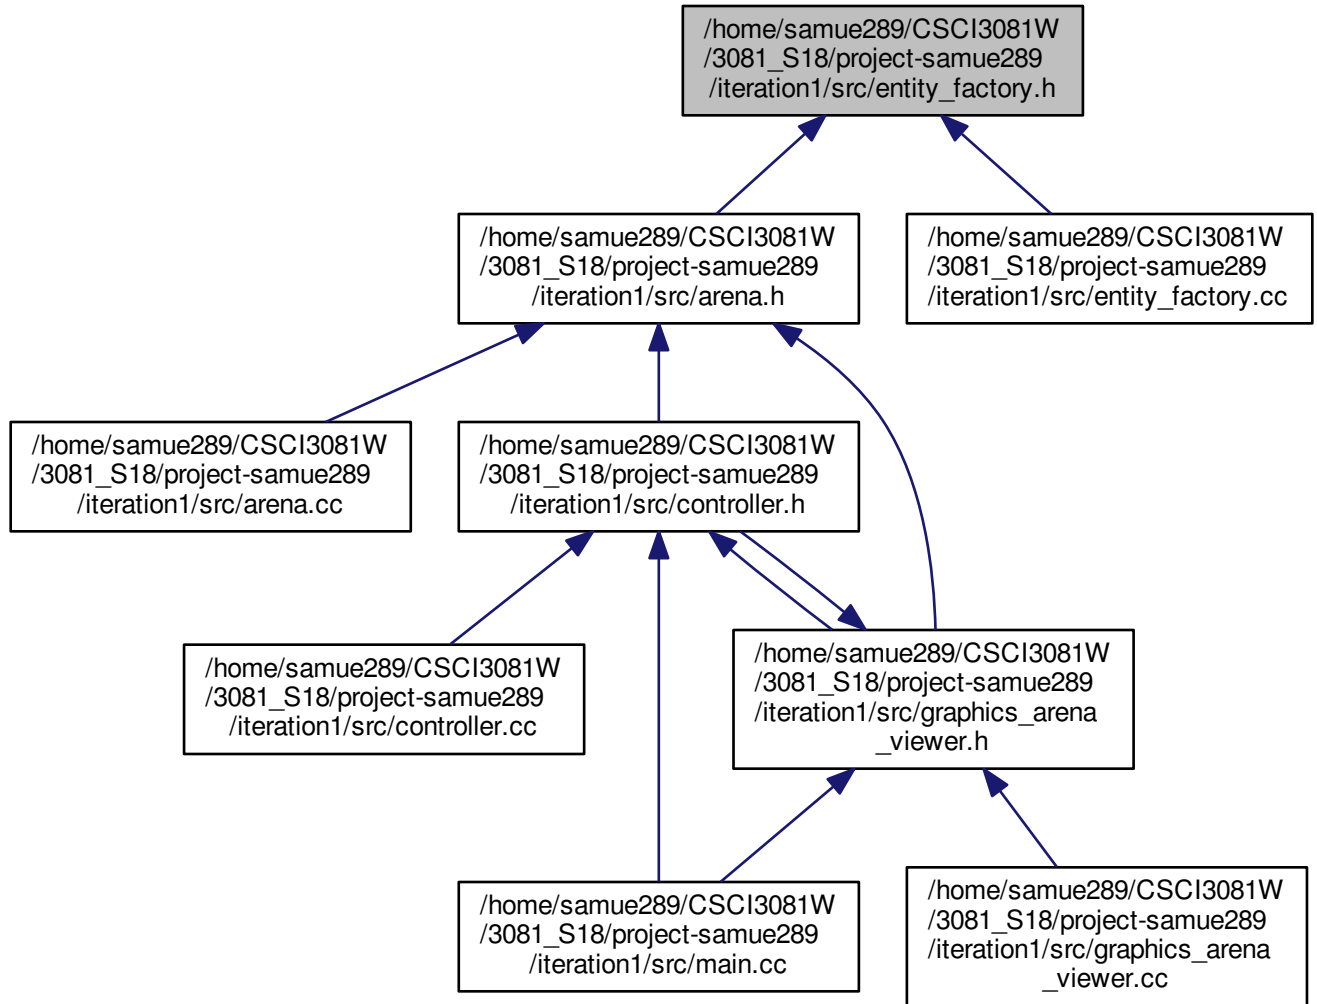 /home/samue289/CSCI3081W
/3081_S18/project-samue289
/iteration1/src/entity_factory.h
/home/samue289/CSCI3081W
/3081_S18/project-samue289
/iteration1/src/arena.h
/home/samue289/CSCI3081W
/3081_S18/project-samue289
/iteration1/src/entity_factory.cc
/home/samue289/CSCI3081W
/3081_S18/project-samue289
/iteration1/src/arena.cc
/home/samue289/CSCI3081W
/3081_S18/project-samue289
/iteration1/src/controller.h
/home/samue289/CSCI3081W
/3081_S18/project-samue289
/iteration1/src/controller.cc
/home/samue289/CSCI3081W
/3081_S18/project-samue289
/iteration1/src/graphics_arena
_viewer.h
/home/samue289/CSCI3081W
/3081_S18/project-samue289
/iteration1/src/main.cc
/home/samue289/CSCI3081W
/3081_S18/project-samue289
/iteration1/src/graphics_arena
_viewer.cc